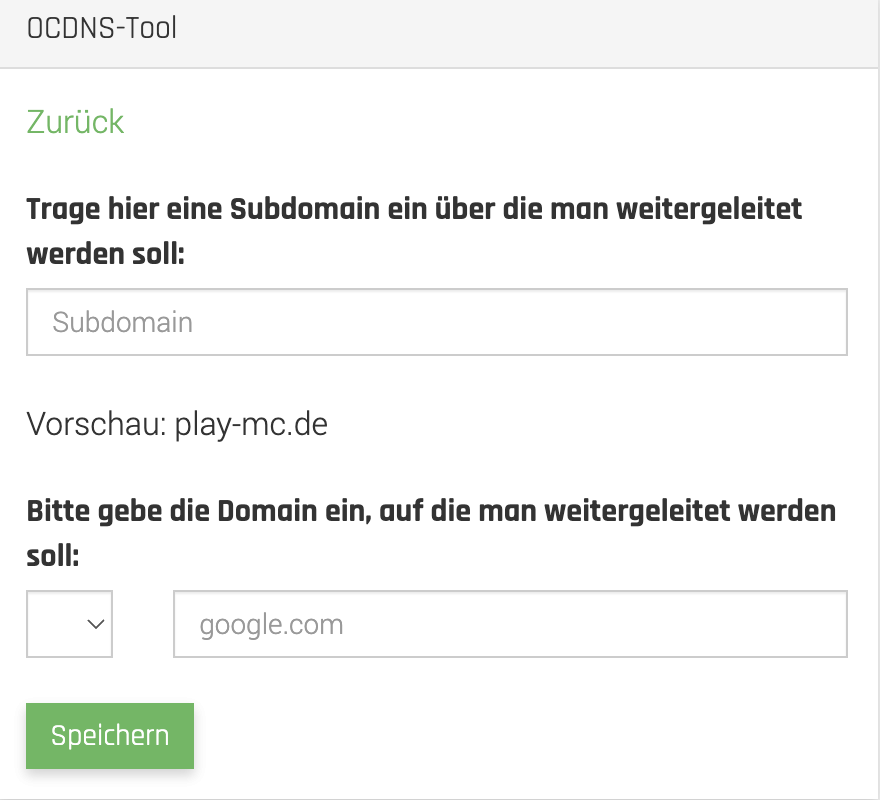 OCDNS-Tool
Zurück
Trage hier eine Subdomain ein über die man weitergeleitet
werden soll:
Subdomain
Vorschau: play-mc.de
Bitte gebe die Domain ein, auf die man weitergeleitet werden
soll:
google.com
Speichern